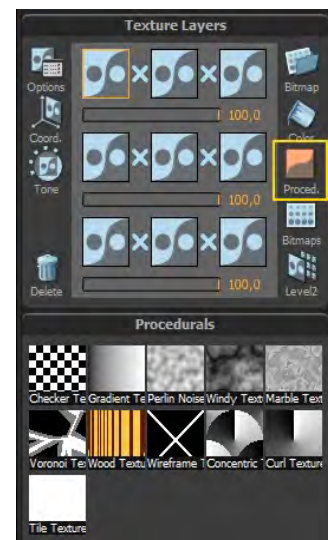 Texture Layers
Options
Bitmap
100,0
Coord.
Color
Tone
Proced.
100,0
Bitmaps
Delete
100,0
Level2
Procedurals
Checker Te Gradient Te Perlin Noise Windy Text Marble Text
Voronoi Tex Wood Textu Wireframe T Concentric T Curl Texture
Tile Texture